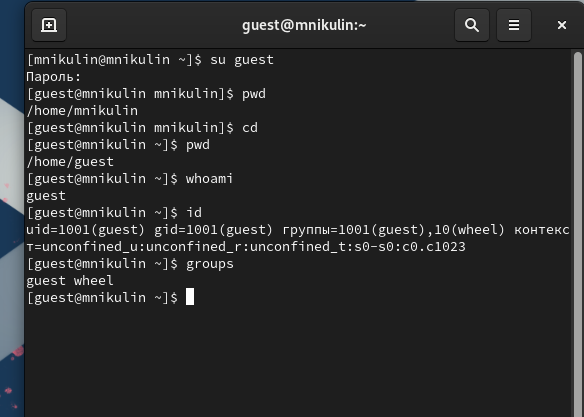 guest@mnikulin:~
[mnikulin@mnikulin ~]$ su guest
Пароль:
[guest@mnikulin mnikulin]$ pwd
/home/mnikulin
[guest@mnikulin mnikulin]$ cd
[guest@mnikulin ~]$ pwd
/home/guest
[guest@mnikulin ~]$ whoami
guest
[guest@mnikulin ~]$ id
uid=1001(guest) gid=1001(guest) группы=1001(guest),10(wheel) контекс
т=unconfined_u:unconfined_r:unconfined_t:s0-s0:c0.c1023
[guest@mnikulin ~]$ groups
guest wheel
[guest@mnikulin ~]$